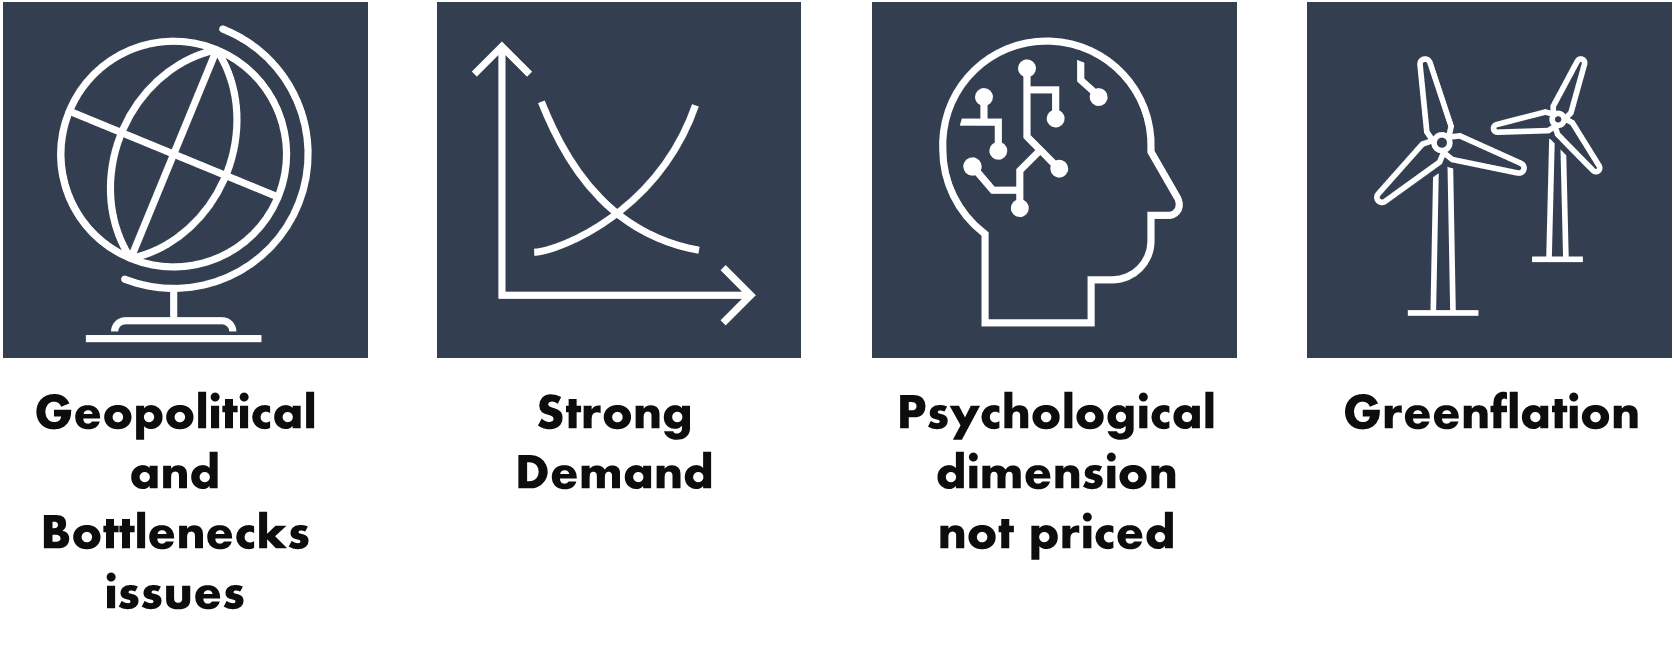 Geopolitical
and
Bottlenecks
issues
Strong
Demand
Psychological
dimension
not priced
Greenflation